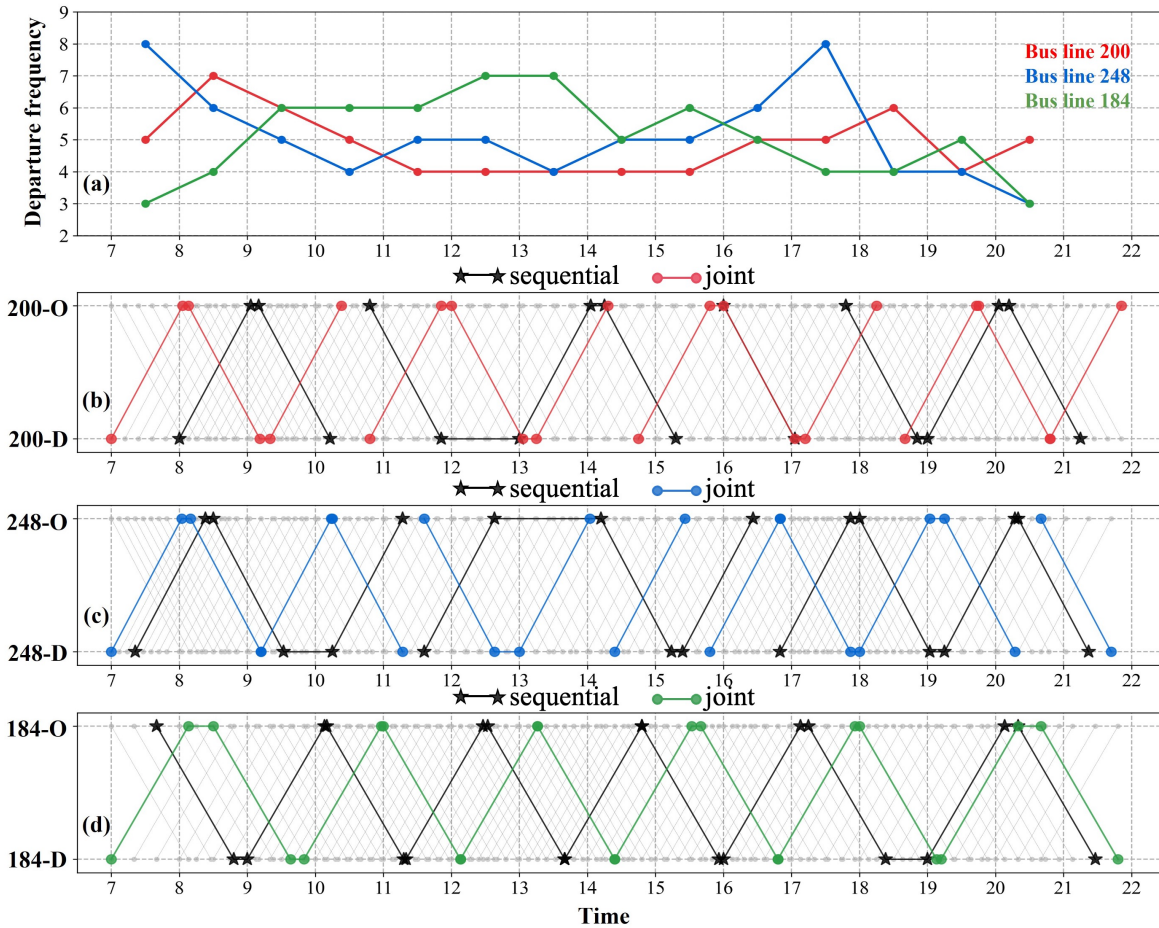 9
8
7
6
5
4
3
2
Departure frequency
(a)
Bus line 200
Bus line 248
Bus line 184
7 8 9 10 11 12 13 14 15 16 17 18 19 20 21 22
sequential joint
200-O
(b)
200-D
7 8 9 10 11 12 13 14 15 16 17 18 19 20 21 22
sequential joint
248-O
(c)
248-D
7 8 9 10 11 12 13 14 15 16 17 18 19 20 21 22
sequential joint
184-O
(d)
184-D
7 8 9 10 11 12 13 14 15 16 17 18 19 20 21 22
Time